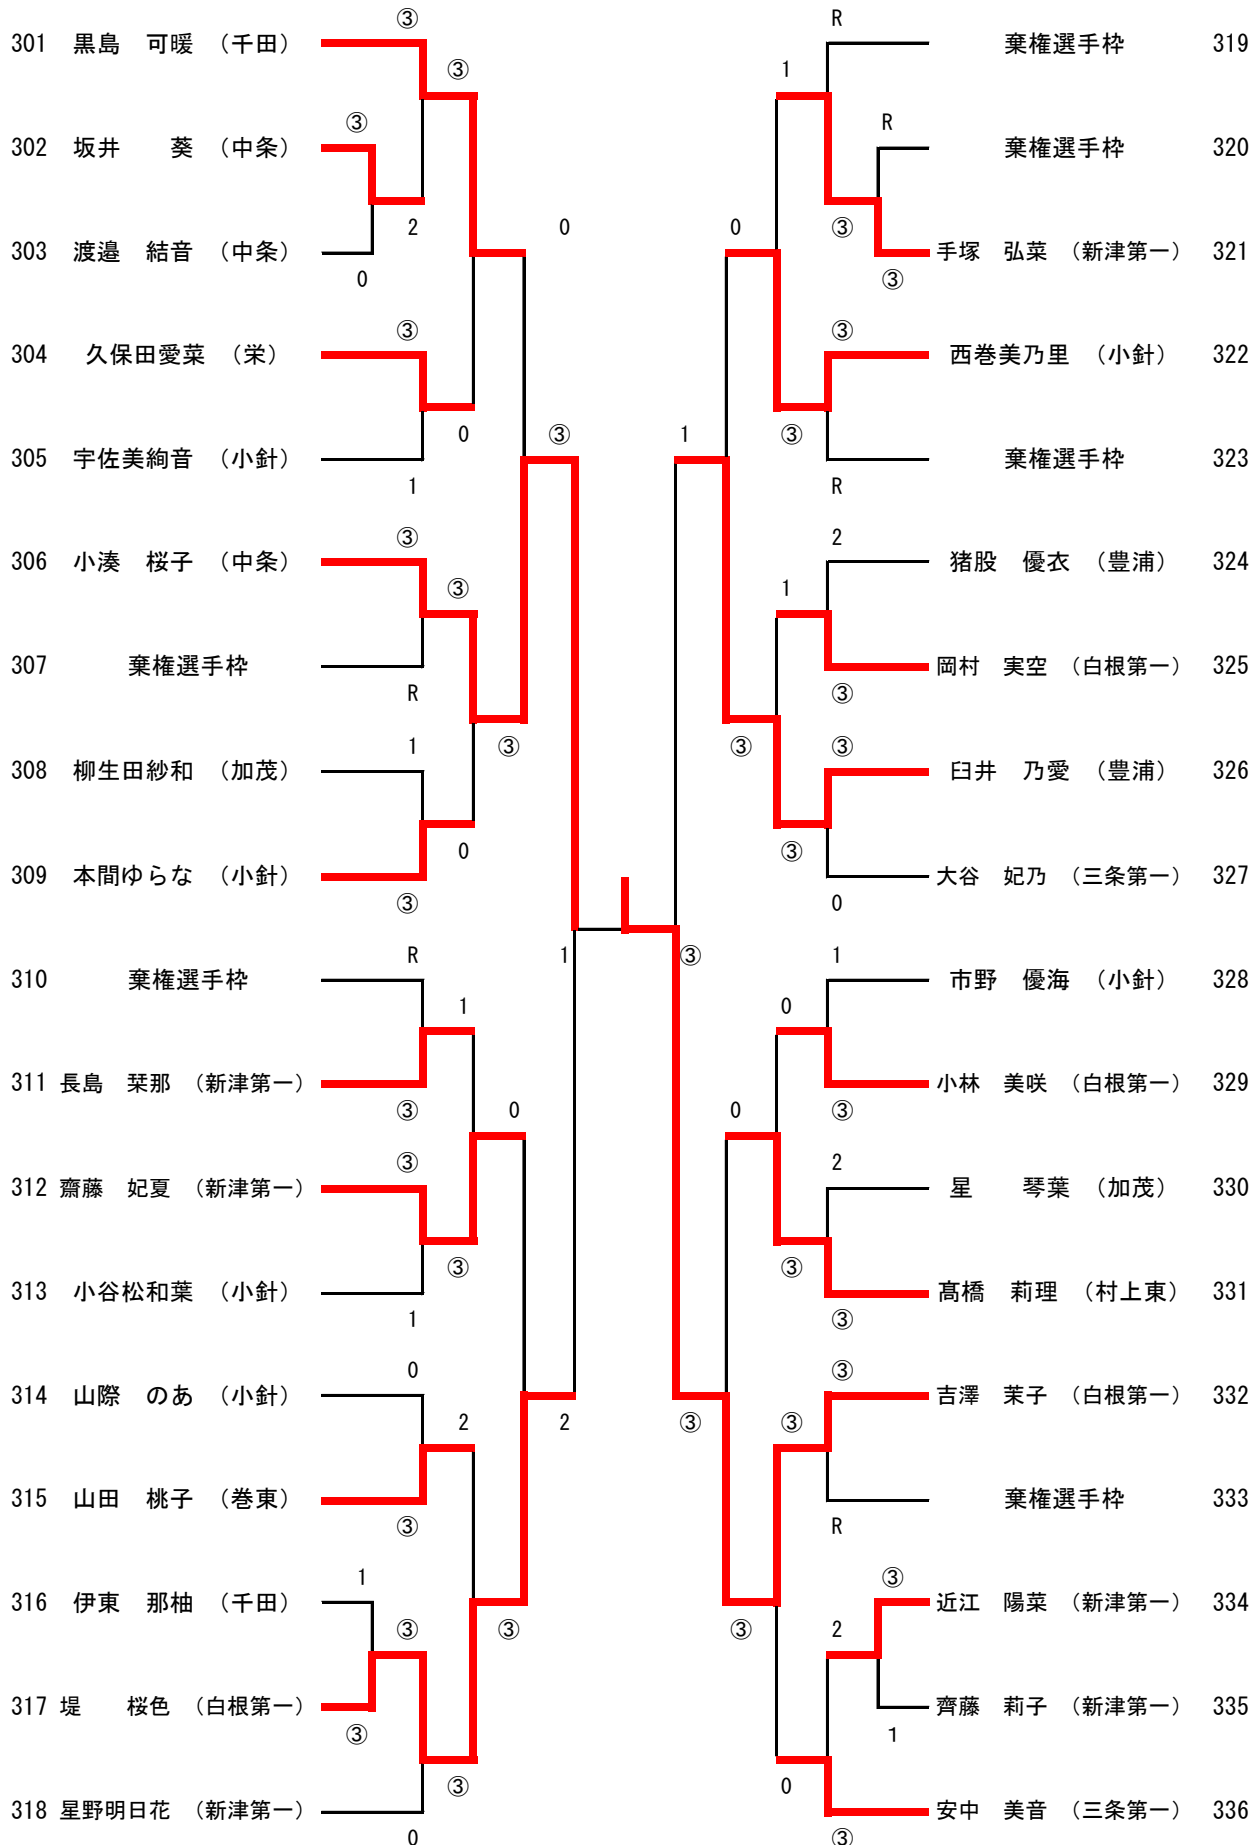 ③ R
301 黒島 可暖 (千田) 棄権選手枠 319
③ 1
③ R
302 坂井 葵 (中条) 棄権選手枠 320
2 0 0 ③
303 渡邉 結音 (中条) 手塚 弘菜 (新津第一) 321
0 ③
③ ③
304 久保田愛菜 (栄) 西巻美乃里 (小針) 322
0 ③ 1 ③
305 宇佐美絢音 (小針) 棄権選手枠 323
1 R
③ 2
306 小湊 桜子 (中条) 猪股 優衣 (豊浦) 324
③ 1
307 棄権選手枠 岡村 実空 (白根第一) 325
R ③
1 ③ ③ ③
308 柳生田紗和 (加茂) 臼井 乃愛 (豊浦) 326
0 ③
309 本間ゆらな (小針) 大谷 妃乃 (三条第一) 327
③ 0
R 1 ③ 1
310 棄権選手枠 市野 優海 (小針) 328
1 0
311 長島 栞那 (新津第一) 小林 美咲 (白根第一) 329
③ 0 0 ③
③ 2
312 齋藤 妃夏 (新津第一) 星 琴葉 (加茂) 330
③ ③
313 小谷松和葉 (小針) 髙橋 莉理 (村上東) 331
1 ③
0 ③
314 山際 のあ (小針) 吉澤 茉子 (白根第一) 332
2 2 ③ ③
315 山田 桃子 (巻東) 棄権選手枠 333
③ R
1 ③
316 伊東 那柚 (千田) 近江 陽菜 (新津第一) 334
③ ③ ③ 2
317 堤 桜色 (白根第一) 齊藤 莉子 (新津第一) 335
③ 1
③ 0
318 星野明日花 (新津第一) 安中 美音 (三条第一) 336
0 ③